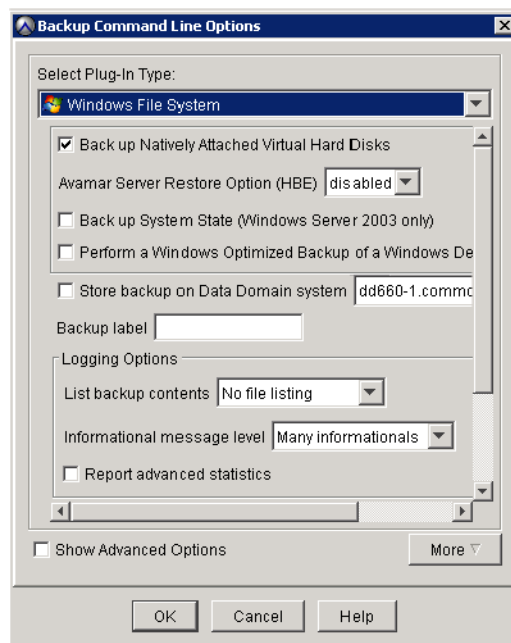 Backup Command Line Options
Select Plug-In Type:
Windows File System
Back up Natively Attached Virtual Hard Disks
Avamar Server Restore Option (HBE) disabled
Back up System State (Windows Server 2003 only)
Perform a Windows Optimized Backup of a Windows De
Store backup on Data Domain system dd660-1.commo
Backup label
Logging Options
List backup contents No file listing
Informational message level Many informationals
Report advanced statistics
Show Advanced Options More
OK Cancel Help